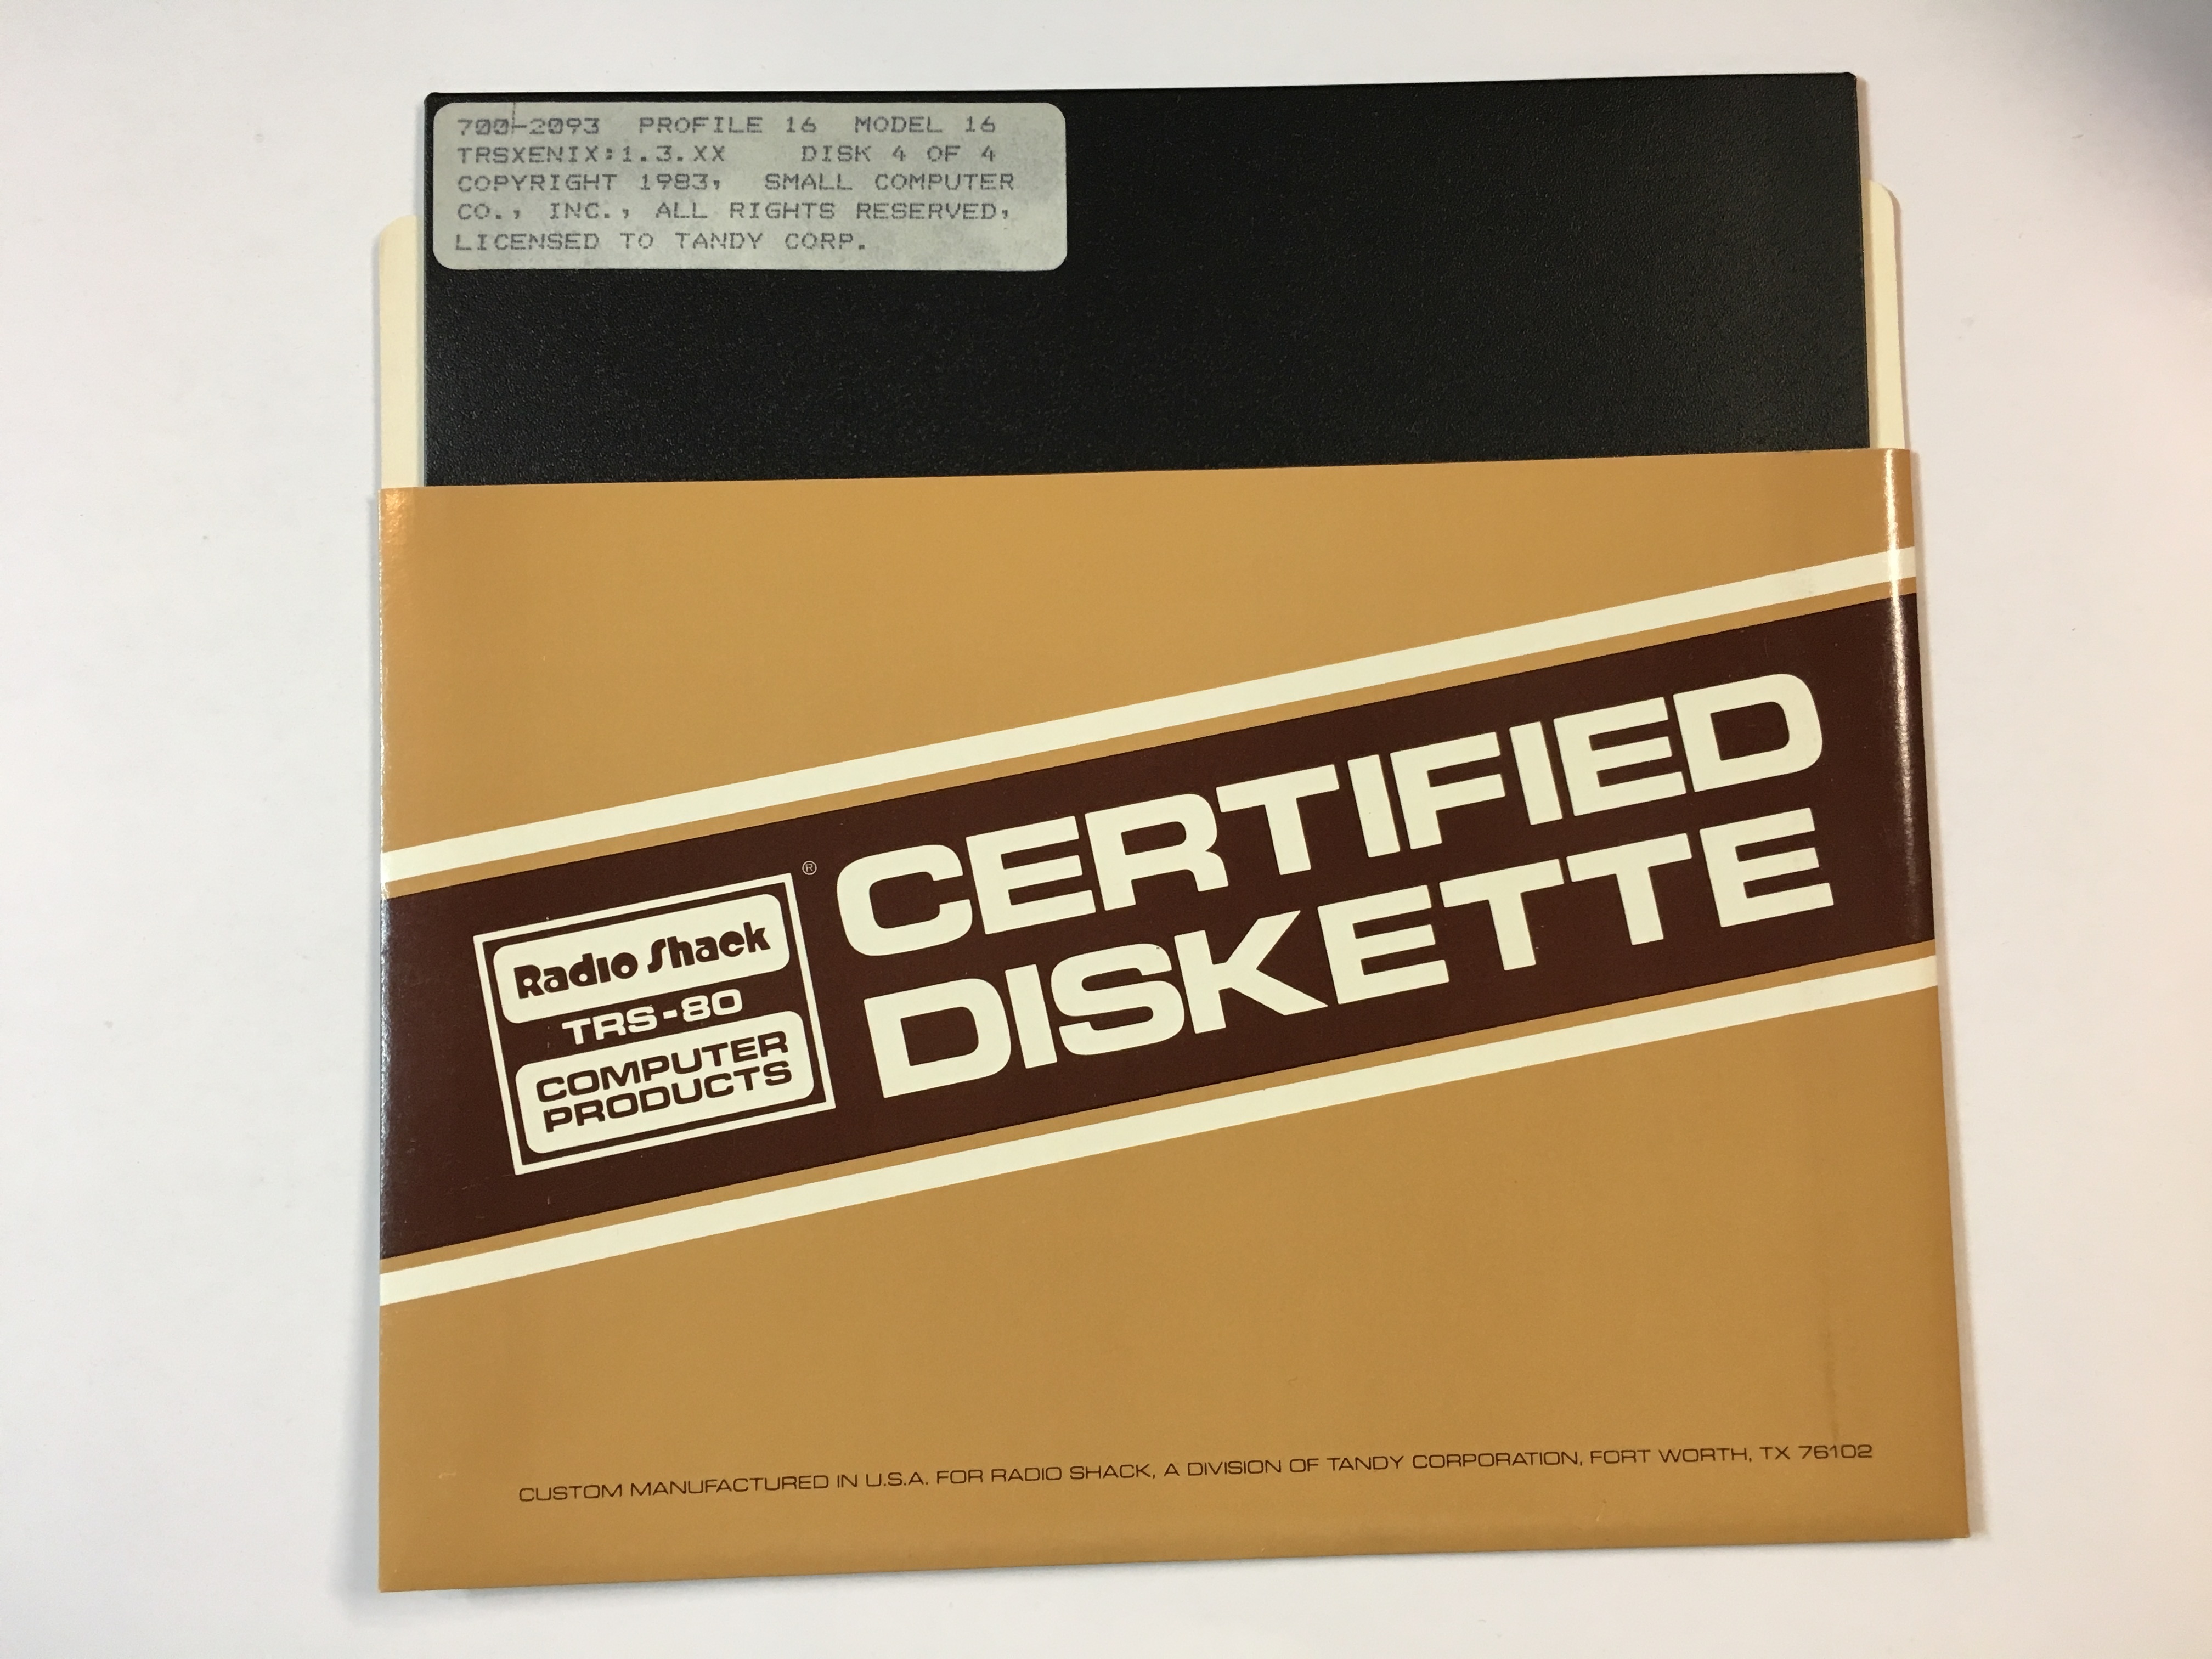 700-2093 PROFILE 16 MODEL 16
TRSXENIX:1.3.XX DISK 4 OF 4
COPYRIGHT 1983, SMALL COMPUTER
CO., INC., ALL RIGHTS RESERVED,
LICENSED TO TANDY CORP.
Radio Shack
TRS-80
COMPUTER
PRODUCTS
®
CERTIFIED
DISKETTE
CUSTOM MANUFACTURED IN U.S.A. FOR RADIO SHACK, A DIVISION OF TANDY CORPORATION, FORT WORTH, TX 76102